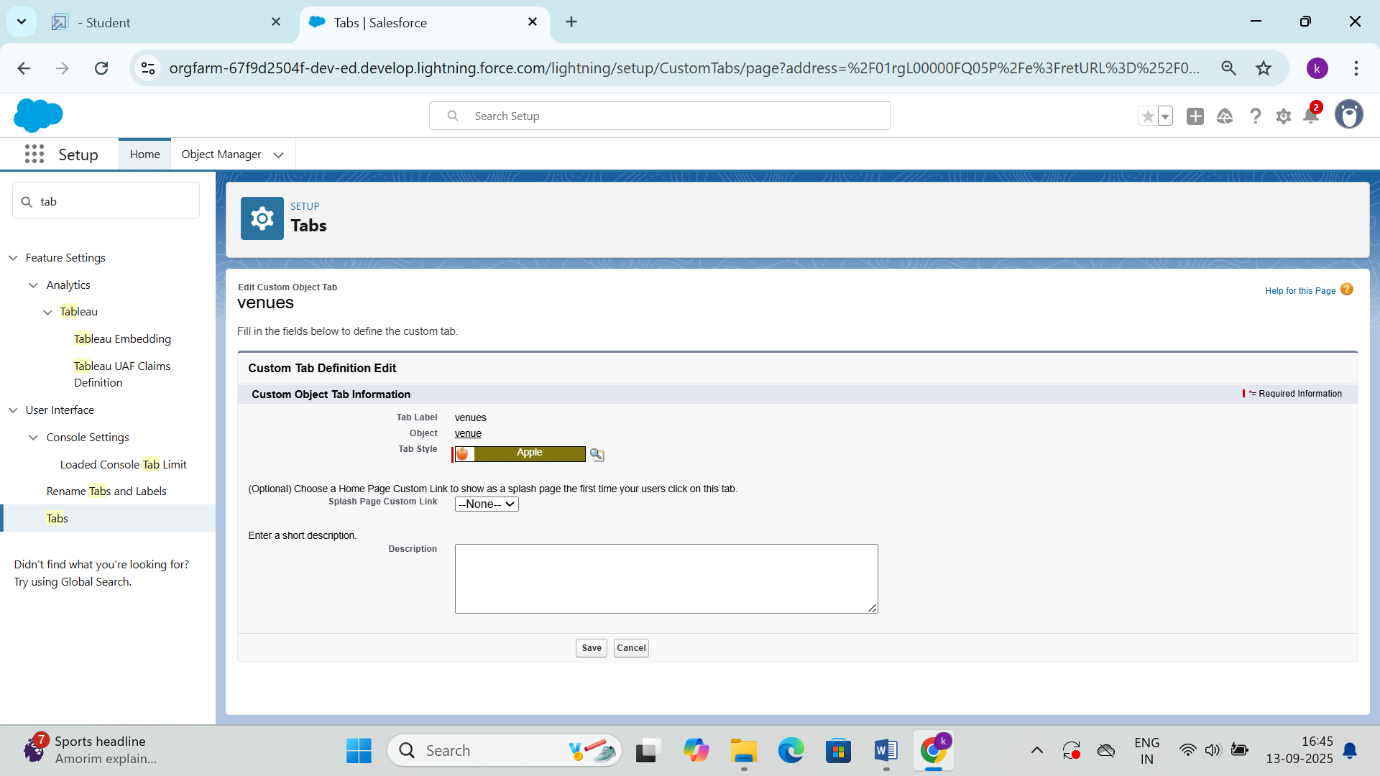 - Student
Tabs | Salesforce
orgfarm-67f9d2504f-dev-ed.develop.lightning.force.com/lightning/setup/CustomTabs/page?address=%2F01rgL00000FQ05P%2Fe%3FretURL%3D%252F0...
k
Search Setup
2
Setup
Home
Object Manager
tab
SETUP
Tabs
Feature Settings
Analytics
Tableau
Tableau Embedding
Tableau UAF Claims
Definition
User Interface
Console Settings
Loaded Console Tab Limit
Rename Tabs and Labels
Tabs
Didn't find what you're looking for?
Try using Global Search.
Edit Custom Object Tab
venues
Help for this Page
Fill in the fields below to define the custom tab.
Custom Tab Definition Edit
Custom Object Tab Information
*= Required Information
Tab Label venues
Object venue
Tab Style Apple
(Optional) Choose a Home Page Custom Link to show as a splash page the first time your users click on this tab.
Splash Page Custom Link --None--
Enter a short description.
Description
Save Cancel
7
Sports headline
Amorim explain...
Search
k
ENG
IN
16:45
13-09-2025